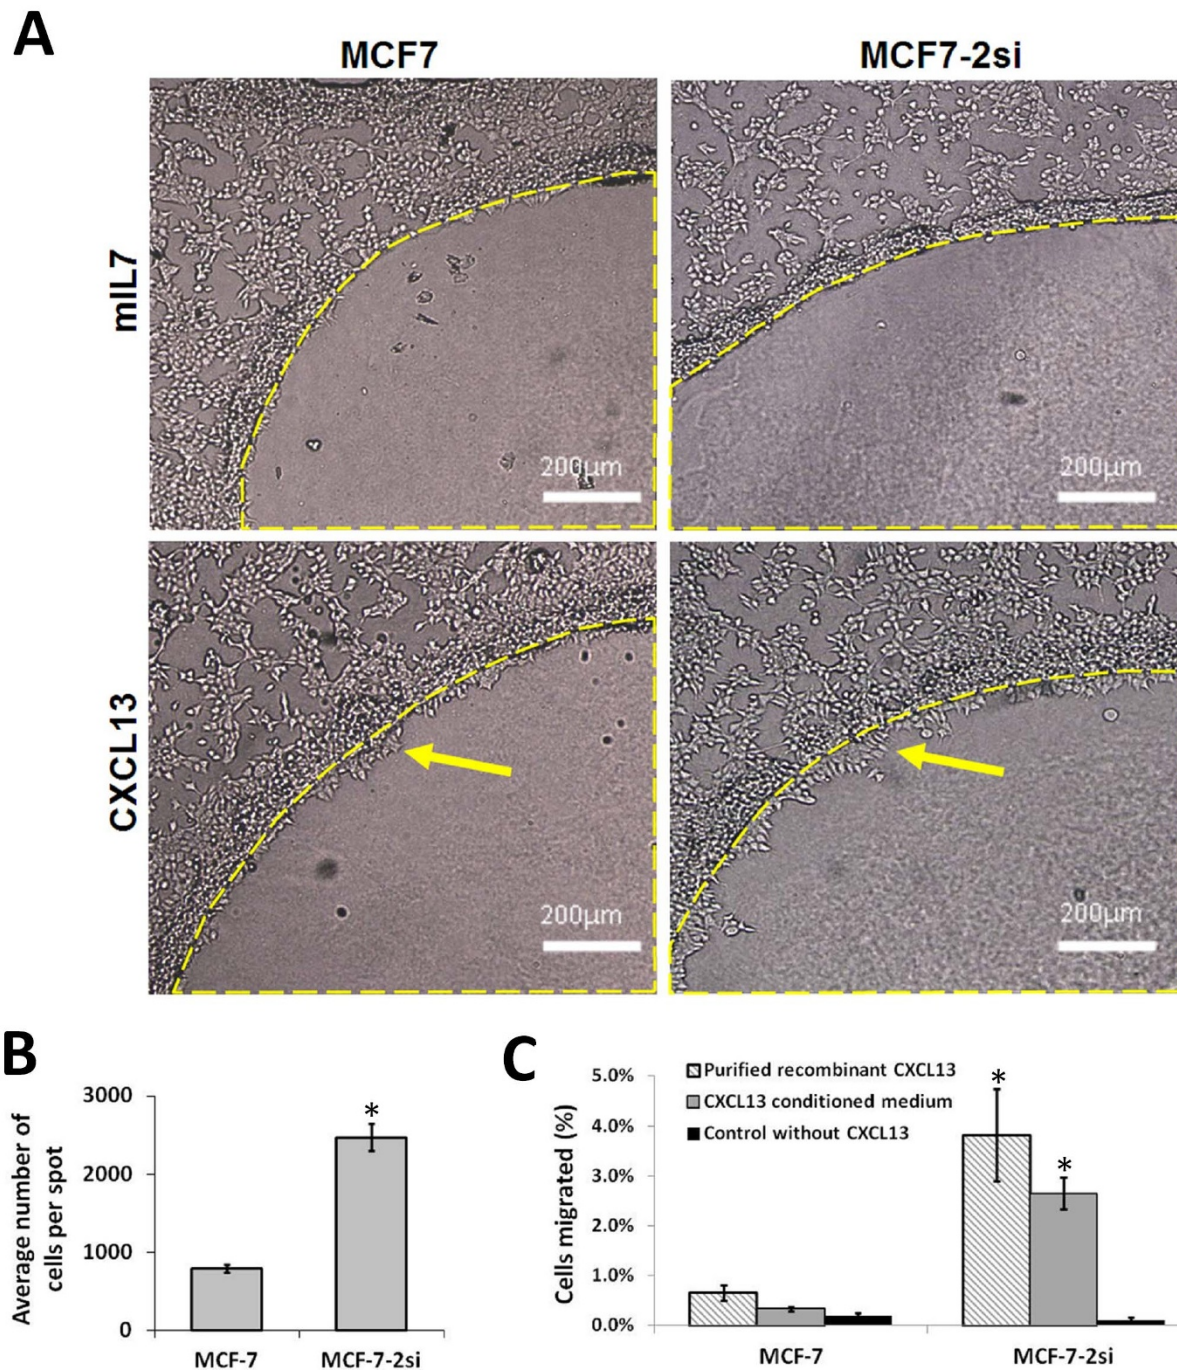 A
MCF7
MCF7-2si
mIL7
200µm
200µm
CXCL13
200µm
200µm
B
Average number of
cells per spot
3000
*
2000
1000
0
MCF-7
MCF-7-2si
C
Cells migrated (%)
Purified recombinant CXCL13
CXCL13 conditioned medium
Control without CXCL13
5.0%
4.0%
3.0%
2.0%
1.0%
0.0%
*
*
MCF-7
MCF-7-2si